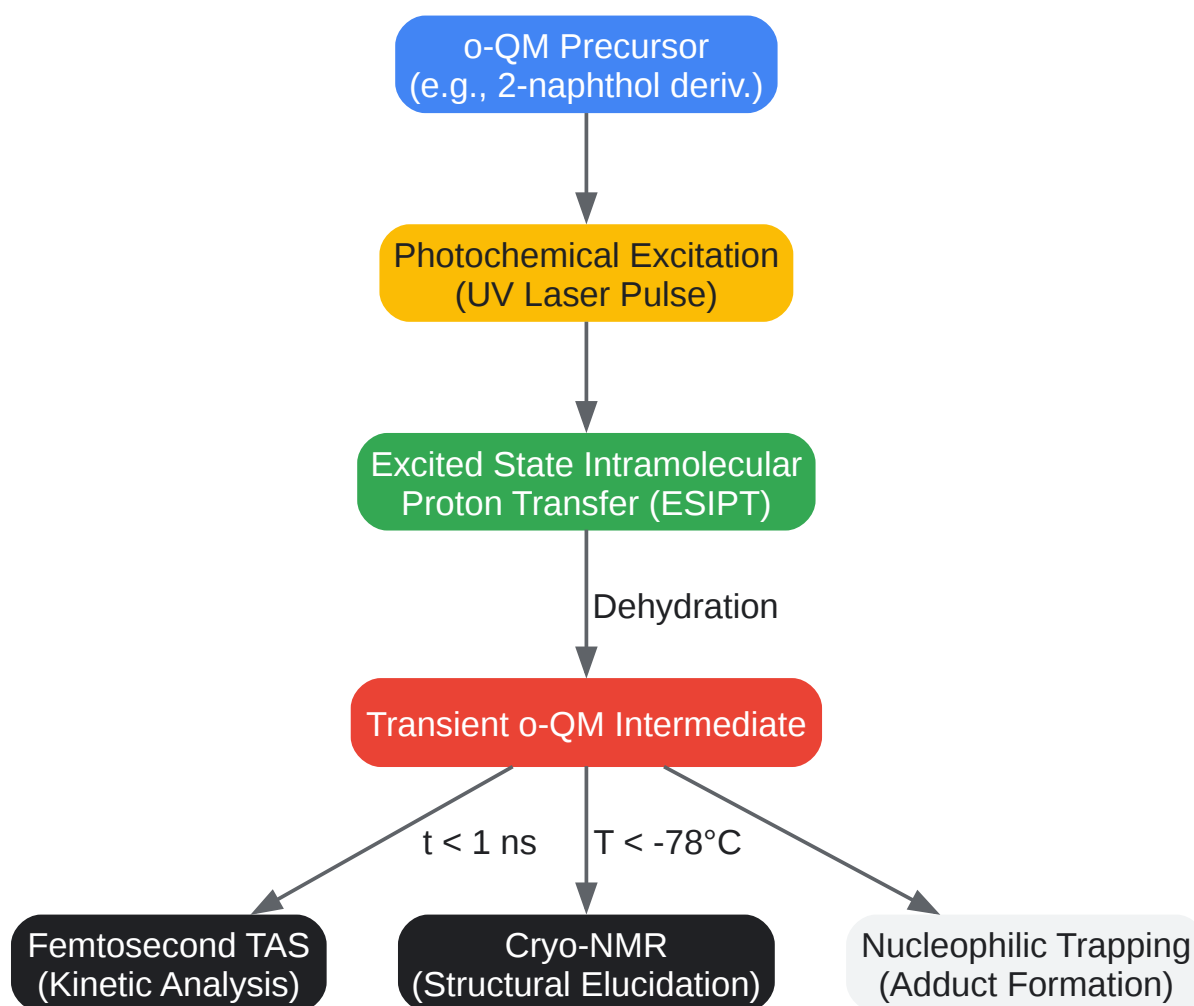 o-QM Precursor
(e.g., 2-naphthol deriv.)
Photochemical Excitation
(UV Laser Pulse)
Excited State Intramolecular
Proton Transfer (ESIPT)
Dehydration
Transient o-QM Intermediate
t < 1 ns
T < -78°C
Femtosecond TAS
(Kinetic Analysis)
Cryo-NMR
(Structural Elucidation)
Nucleophilic Trapping
(Adduct Formation)